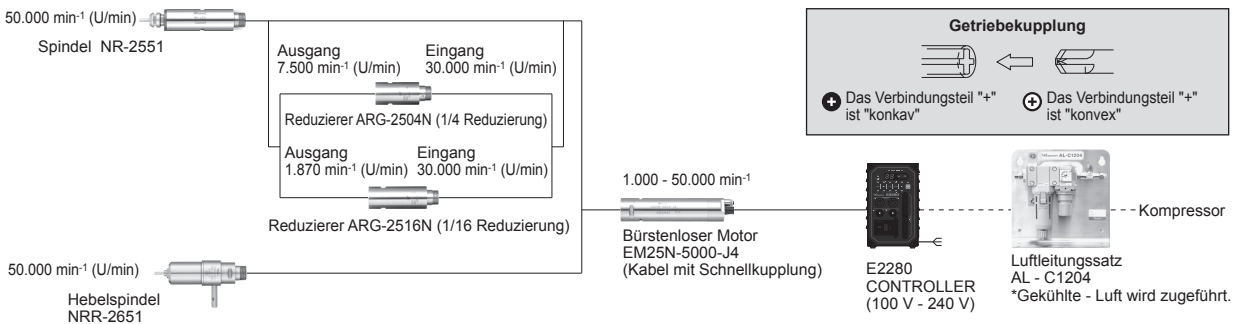 50.000 min⁻¹ (U/min)
Spindel NR-2551
Ausgang
7.500 min⁻¹ (U/min)
Eingang
30.000 min⁻¹ (U/min)
Reduzierer ARG-2504N (1/4 Reduzierung)
Ausgang
1.870 min⁻¹ (U/min)
Eingang
30.000 min⁻¹ (U/min)
Reduzierer ARG-2516N (1/16 Reduzierung)
50.000 min⁻¹ (U/min)
Hebelspindel
NRR-2651
1.000 - 50.000 min⁻¹
Bürstenloser Motor
EM25N-5000-J4
(Kabel mit Schnellkupplung)
Getriebekupplung
Das Verbindungsteil "+"
ist "konkav"
Das Verbindungsteil "+"
ist "konvex"
E2280
CONTROLLER
(100 V - 240 V)
AL-C1204
Kompressor
Luftleitungssatz
AL - C1204
*Gekühlte - Luft wird zugeführt.